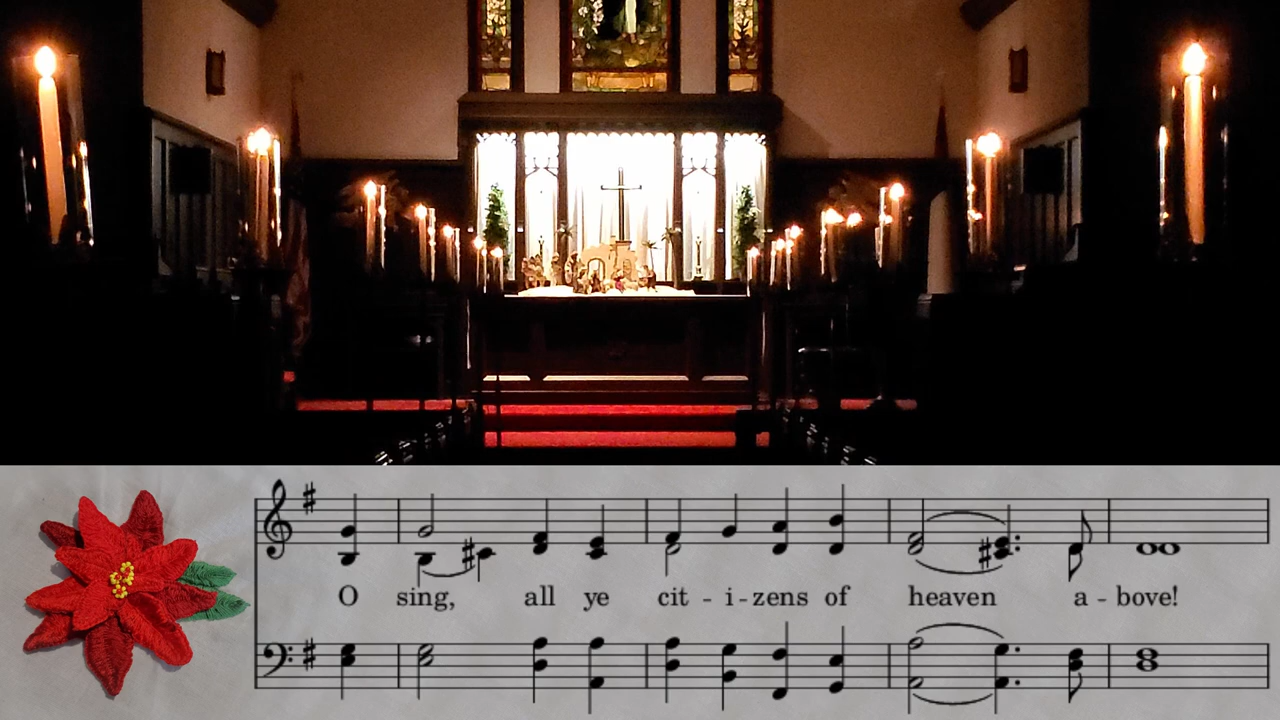 O sing, all ye cit - i - zens of heaven a - bove!